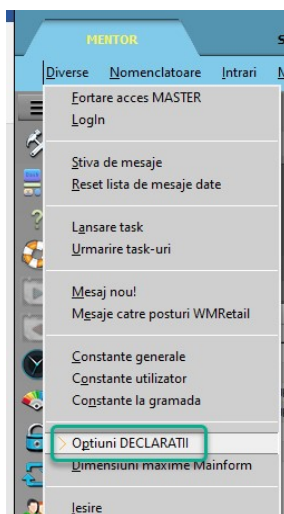 MENTOR
S
Diverse Nomenclatoare Intrari M
Fortare acces MASTER
LogIn
Stiva de mesaje
Reset lista de mesaje date
Lansare task
Urmarire task-uri
Mesaj nou!
Mesaje catre posturi WMRetail
Constante generale
Constante utilizator
Constante la gramada
Optiuni DECLARATII
Dimensiuni maxime Mainform
Iesire